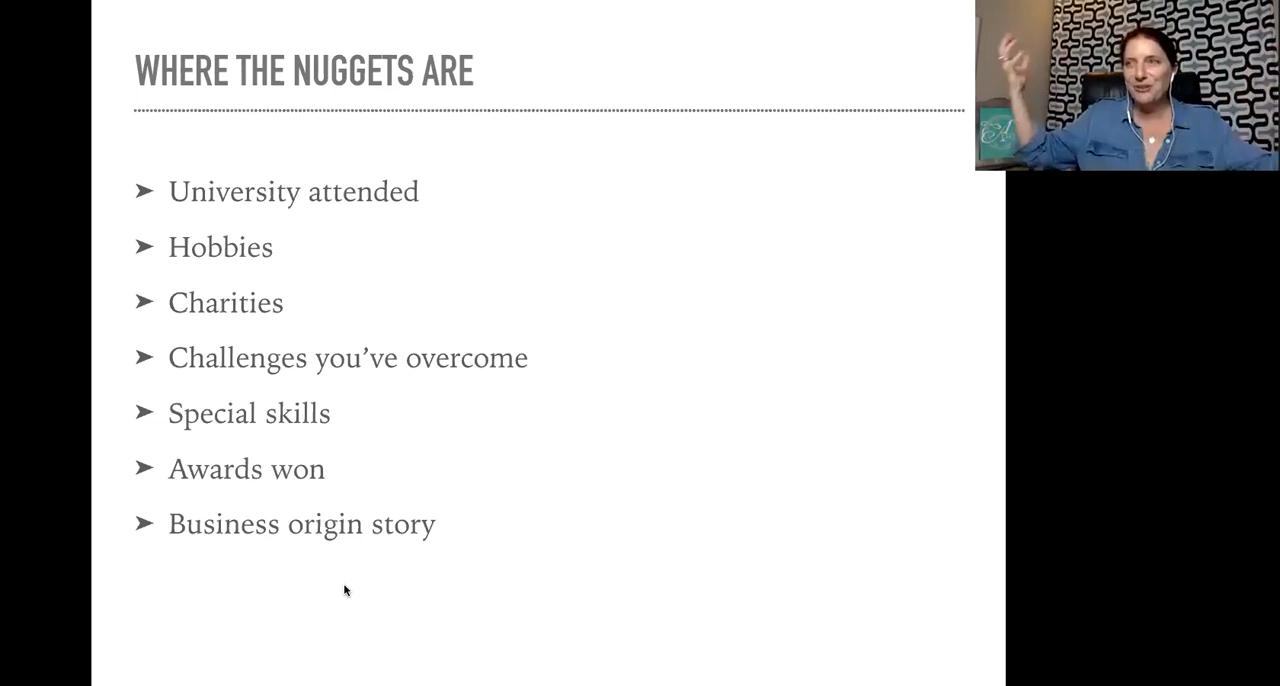 WHERE THE NUGGETS ARE
➤ University attended
➤ Hobbies
➤ Charities
➤ Challenges you’ve overcome
➤ Special skills
➤ Awards won
➤ Business origin story